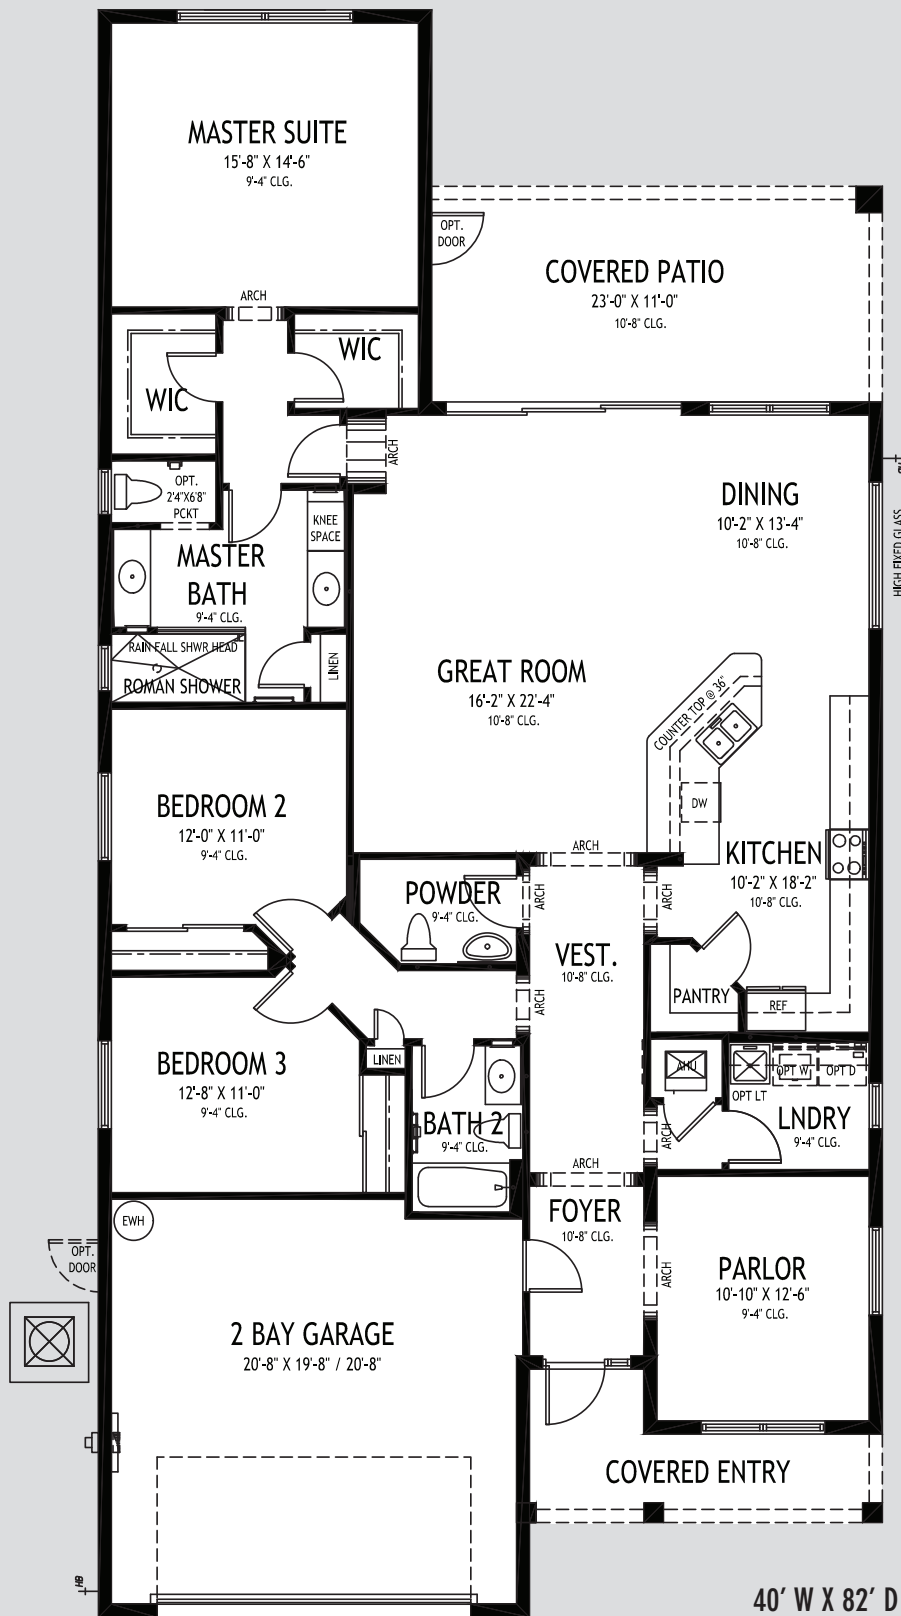 MASTER SUITE
15'-8" X 14'-6"
9'-4" CLG.
OPT.
DOOR
COVERED PATIO
23'-0" X 11'-0"
10'-8" CLG.
ARCH
WIC
WIC
ARCH
OPT.
2'4"X6'8"
PCKT
KNEE
SPACE
DINING
10'-2" X 13'-4"
10'-8" CLG.
HIGH FIXED GLASS
MASTER
BATH
9'-4" CLG.
RAIN FALL SHWR HEAD
ROMAN SHOWER
LINEN
GREAT ROOM
16'-2" X 22'-4"
10'-8" CLG.
COUNTER TOP @ 36"
DW
BEDROOM 2
12'-0" X 11'-0"
9'-4" CLG.
ARCH
KITCHEN
10'-2" X 18'-2"
10'-8" CLG.
POWDER
9'-4" CLG.
ARCH
ARCH
VEST.
10'-8" CLG.
PANTRY
REF
ARCH
BEDROOM 3
12'-8" X 11'-0"
9'-4" CLG.
LINEN
AHU
OPT W
OPT D
OPT LT
LNDRY
9'-4" CLG.
BATH 2
9'-4" CLG.
ARCH
ARCH
FOYER
10'-8" CLG.
EWH
OPT.
DOOR
ARCH
PARLOR
10'-10" X 12'-6"
9'-4" CLG.
2 BAY GARAGE
20'-8" X 19'-8" / 20'-8"
COVERED ENTRY
HB
40' W X 82' D